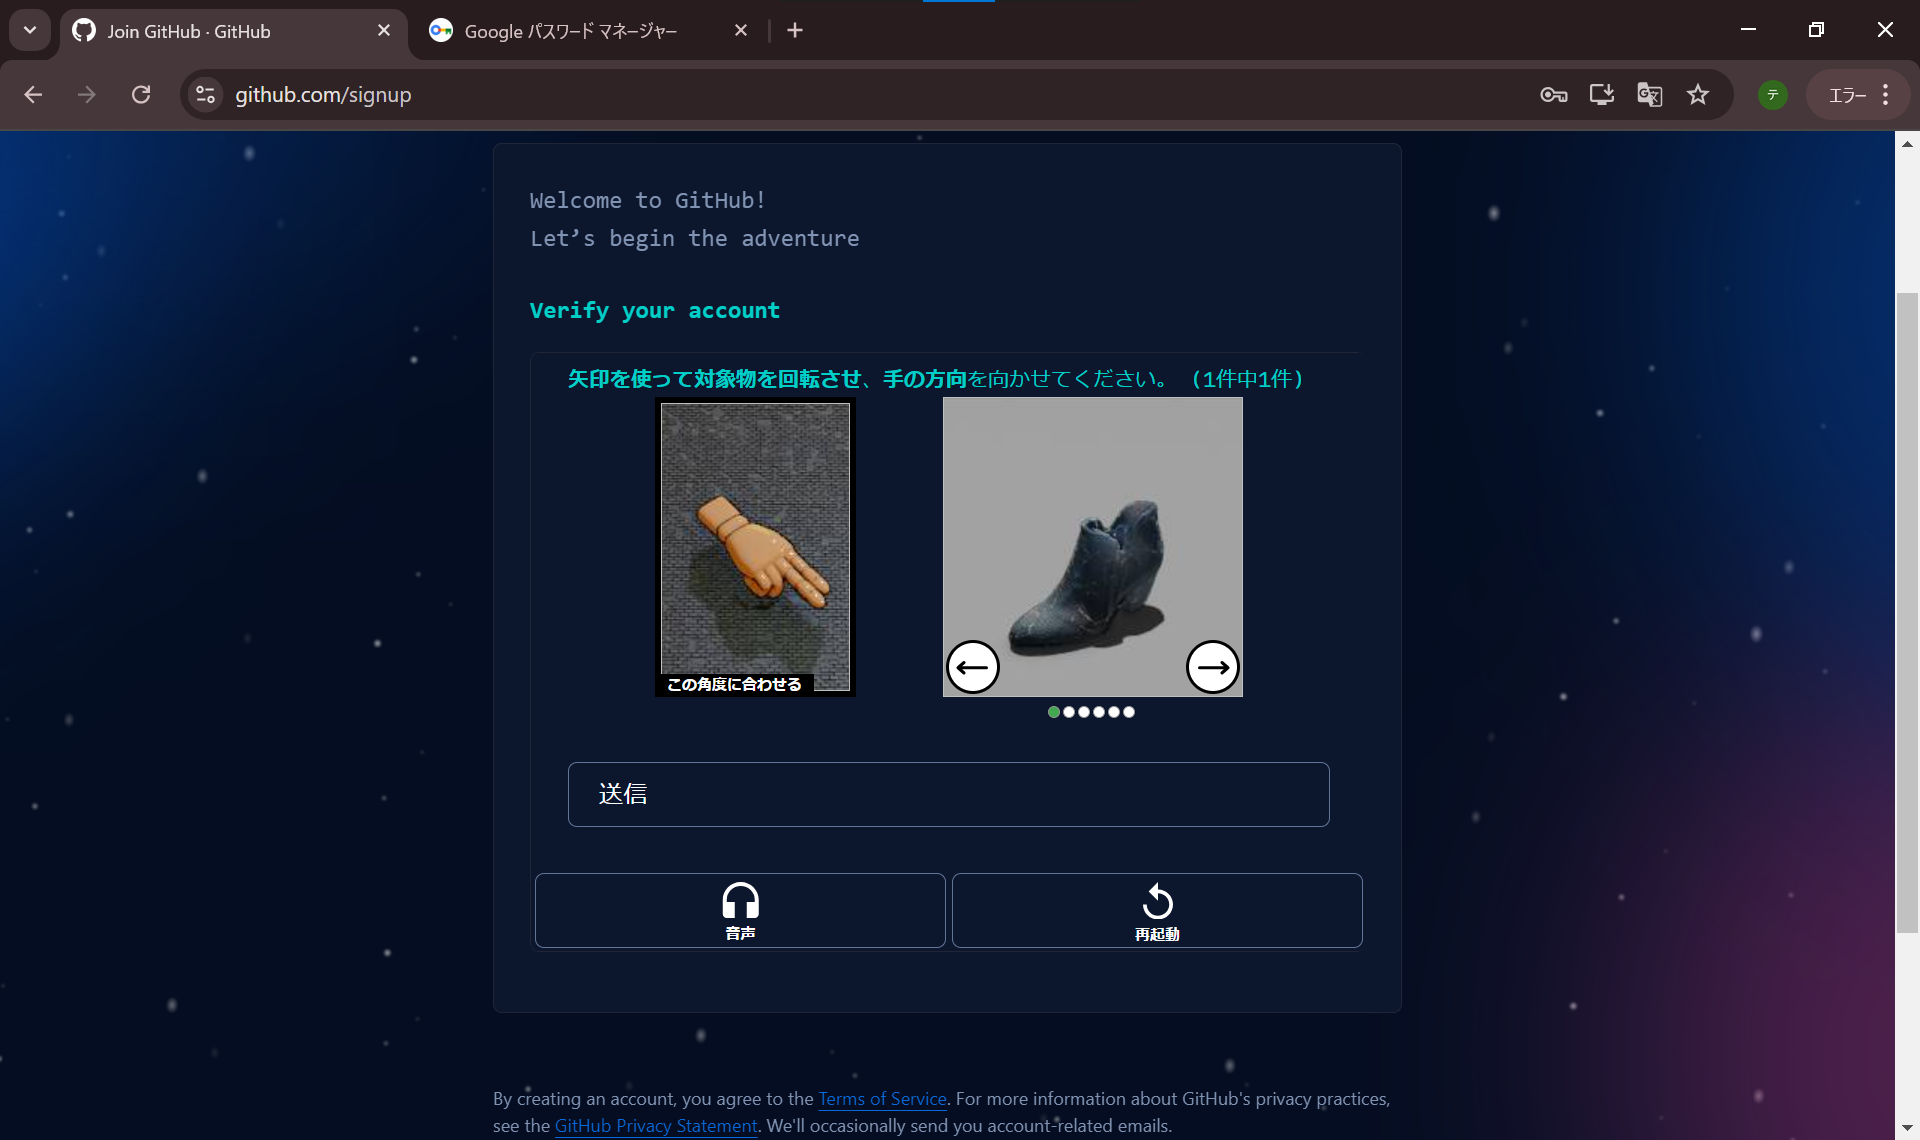 Join GitHub · GitHub
Google パスワード マネージャー
github.com/signup
テ
エラー
Welcome to GitHub!
Let’s begin the adventure
Verify your account
矢印を使って対象物を回転させ、手の方向を向かせてください。 (1件中1件)
この角度に合わせる
送信
音声
再起動
By creating an account, you agree to the Terms of Service. For more information about GitHub's privacy practices,
see the GitHub Privacy Statement. We'll occasionally send you account-related emails.